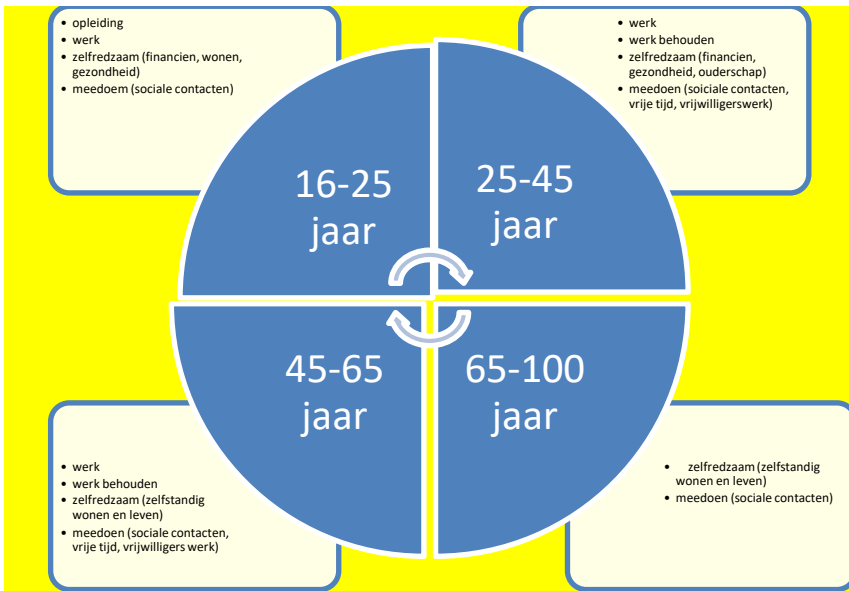 • opleiding
• werk
• zelfredzaam (financien, wonen,
gezondheid)
• meedoem (sociale contacten)
• werk
• werk behouden
• zelfredzaam (financien,
gezondheid, ouderschap)
• meedoen (soiciale contacten,
vrije tijd, vrijwilligerswerk)
16-25
jaar
25-45
jaar
45-65
jaar
65-100
jaar
• werk
• werk behouden
• zelfredzaam (zelfstandig
wonen en leven)
• meedoen (sociale contacten,
vrije tijd, vrijwilligers werk)
• zelfredzaam (zelfstandig
wonen en leven)
• meedoen (sociale contacten)